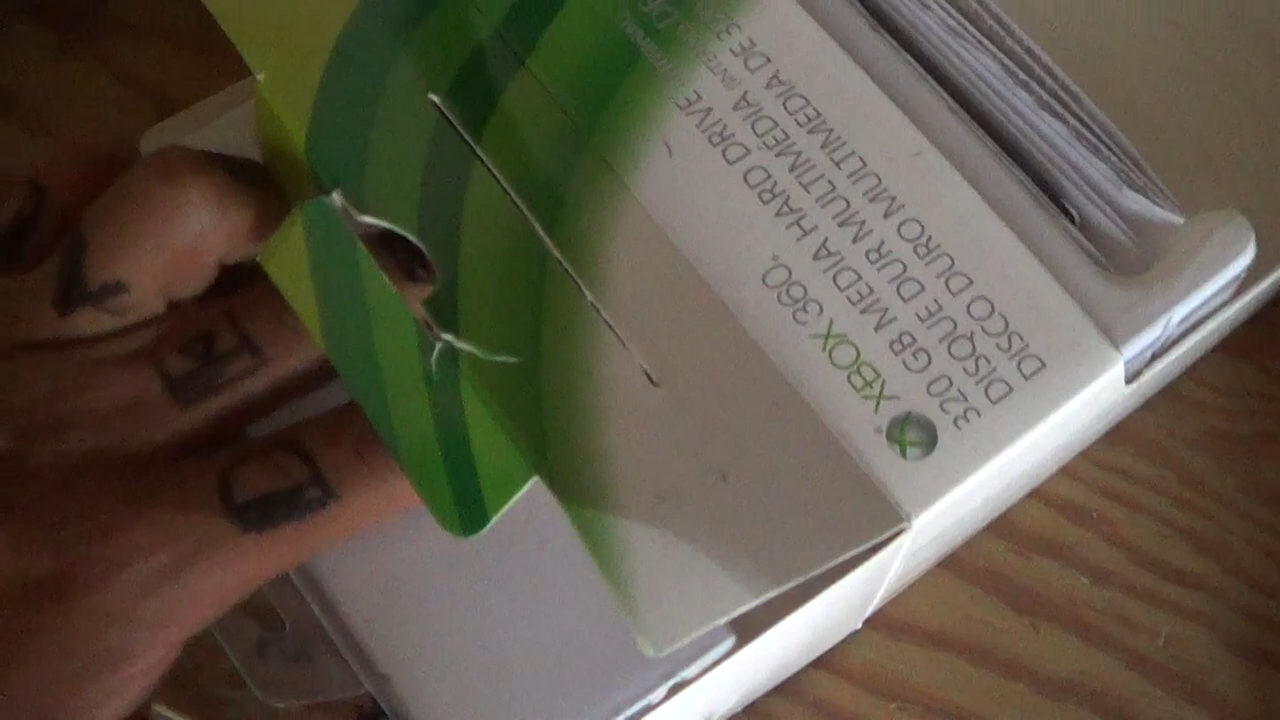 XBOX 360.
320 GB MEDIA HARD DRIVE
DISQUE DUR MULTIMÉDIA
DISCO DURO MULTIMEDIA DE
D